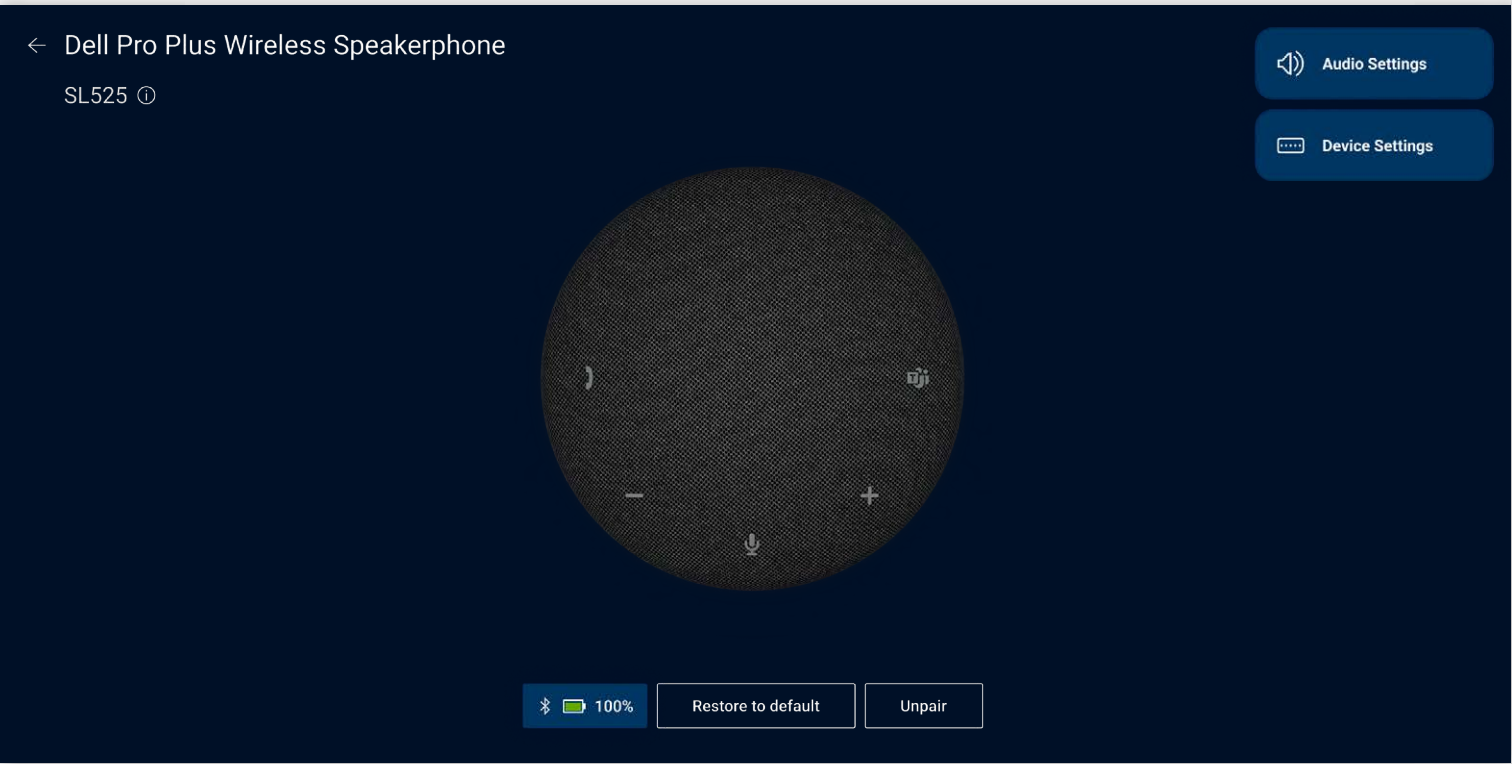 Dell Pro Plus Wireless Speakerphone
SL525
Audio Settings
Device Settings
100%
Restore to default
Unpair